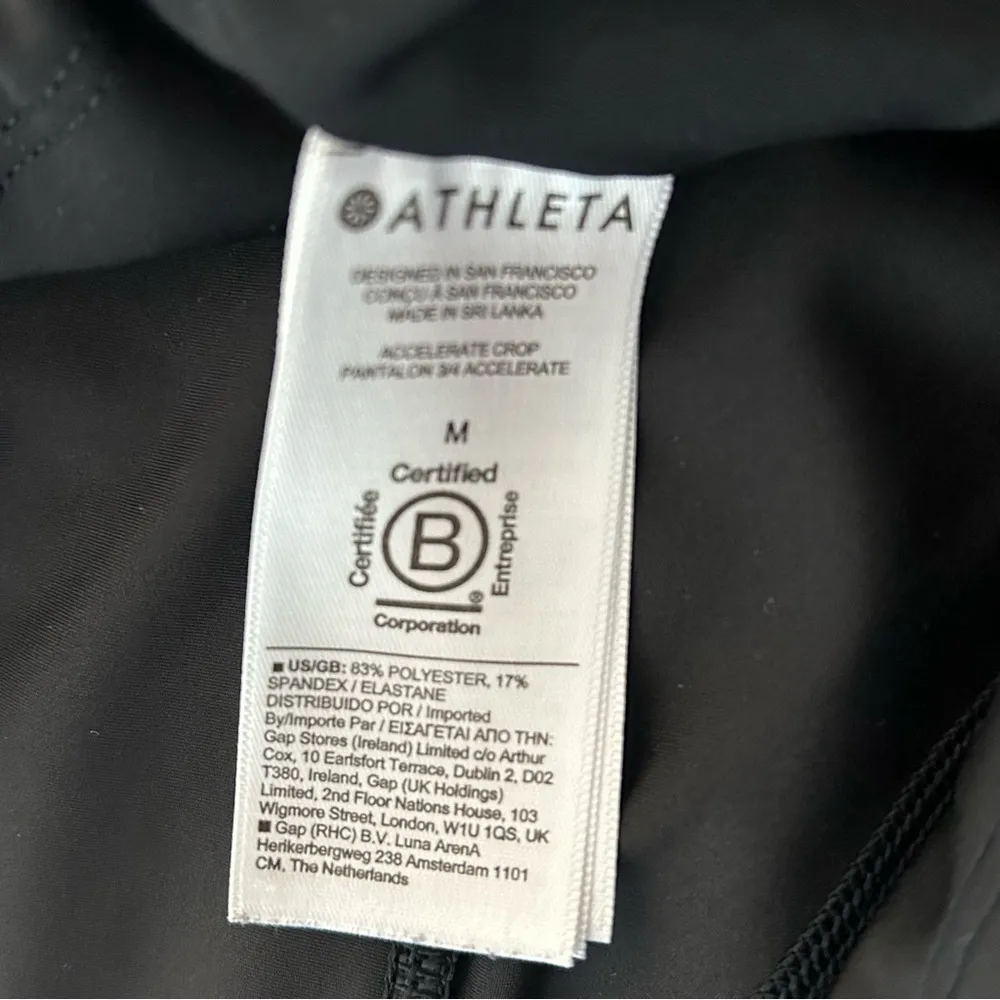 ATHLETA
DESIGNED IN SAN FRANCISCO
CONÇU À SAN FRANCISCO
MADE IN SRI LANKA
ACCELERATE CROP
PANTALON 3/4 ACCELERATE
M
Certified
Certifiée
B
Entreprise
®
Corporation
■ US/GB: 83% POLYESTER, 17%
SPANDEX / ELASTANE
DISTRIBUIDO POR / Imported
By/Importe Par / ΕΙΣΑΓΕΤΑΙ ΑΠΟ ΤΗΝ:
Gap Stores (Ireland) Limited c/o Arthur
Cox, 10 Earlsfort Terrace, Dublin 2, D02
T380, Ireland, Gap (UK Holdings)
Limited, 2nd Floor Nations House, 103
Wigmore Street, London, W1U 1QS, UK
■ Gap (RHC) B.V. Luna ArenA
Herikerbergweg 238 Amsterdam 1101
CM, The Netherlands